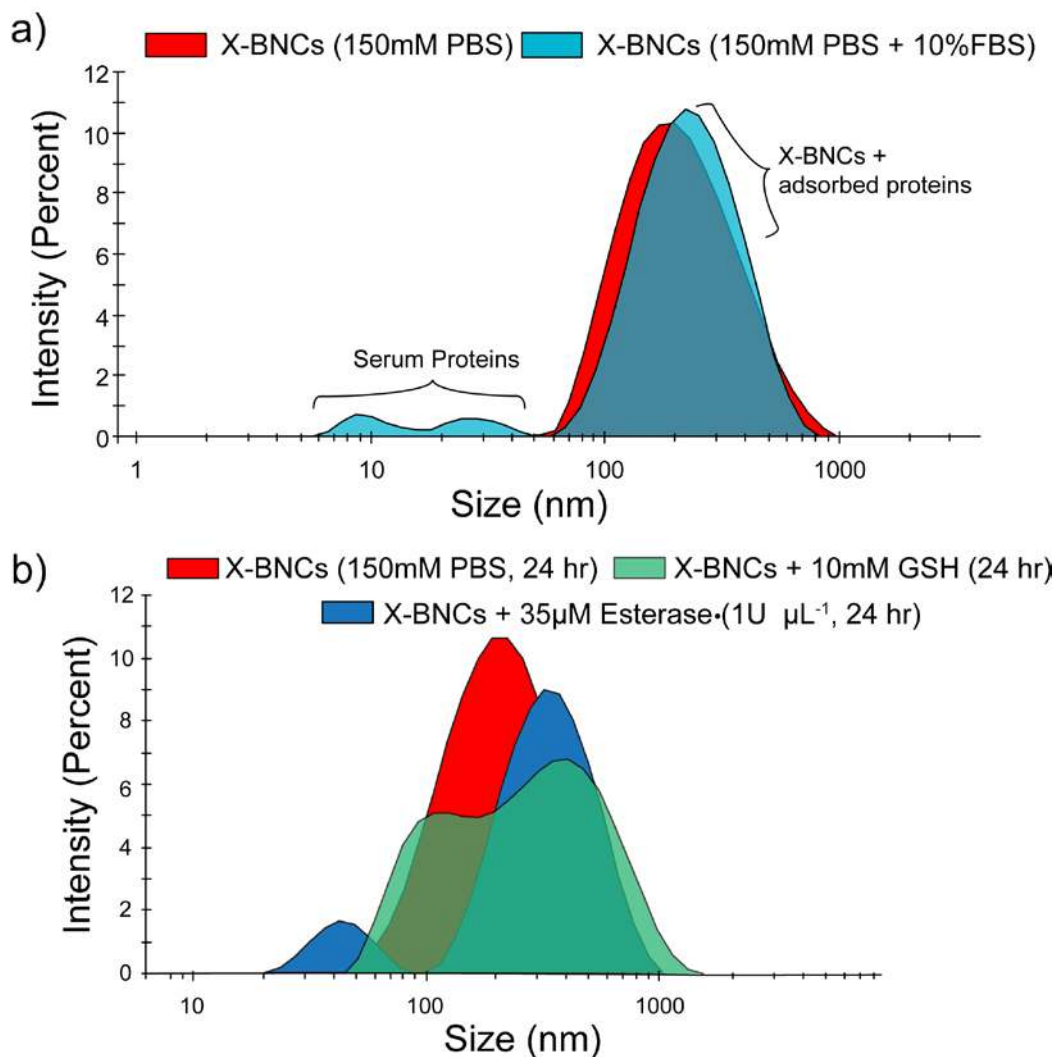 a)
X-BNCs (150mM PBS) X-BNCs (150mM PBS + 10%FBS)
12
10
8
6
4
2
0
Intensity (Percent)
X-BNCs +
adsorbed proteins
Serum Proteins
1 10 100 1000
Size (nm)
b)
X-BNCs (150mM PBS, 24 hr) X-BNCs + 10mM GSH (24 hr)
X-BNCs + 35µM Esterase•(1U µL⁻¹, 24 hr)
12
10
8
6
4
2
0
Intensity (Percent)
10 100 1000
Size (nm)